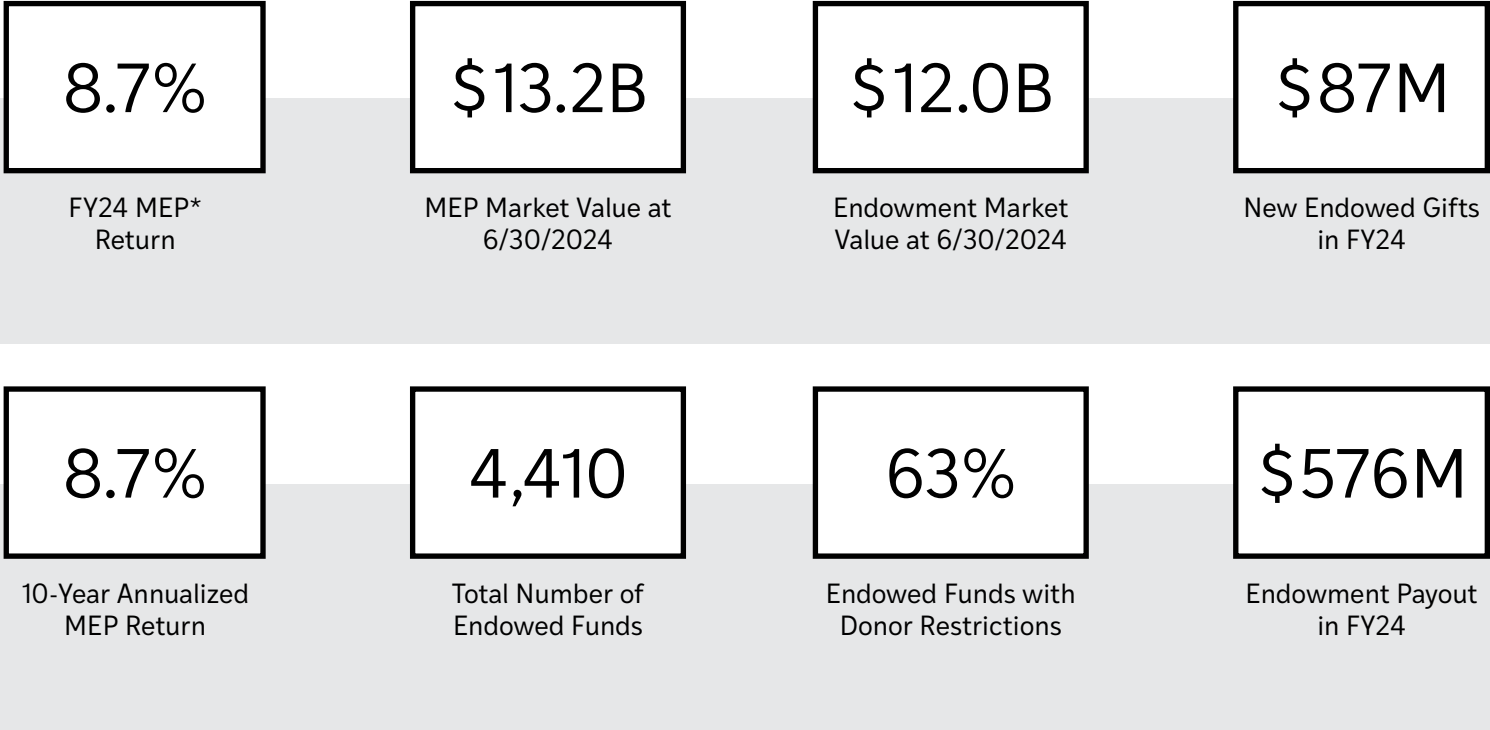 8.7%
$13.2B
$12.0B
$87M
FY24 MEP*
Return
MEP Market Value at
6/30/2024
Endowment Market
Value at 6/30/2024
New Endowed Gifts
in FY24
8.7%
4,410
63%
$576M
10-Year Annualized
MEP Return
Total Number of
Endowed Funds
Endowed Funds with
Donor Restrictions
Endowment Payout
in FY24